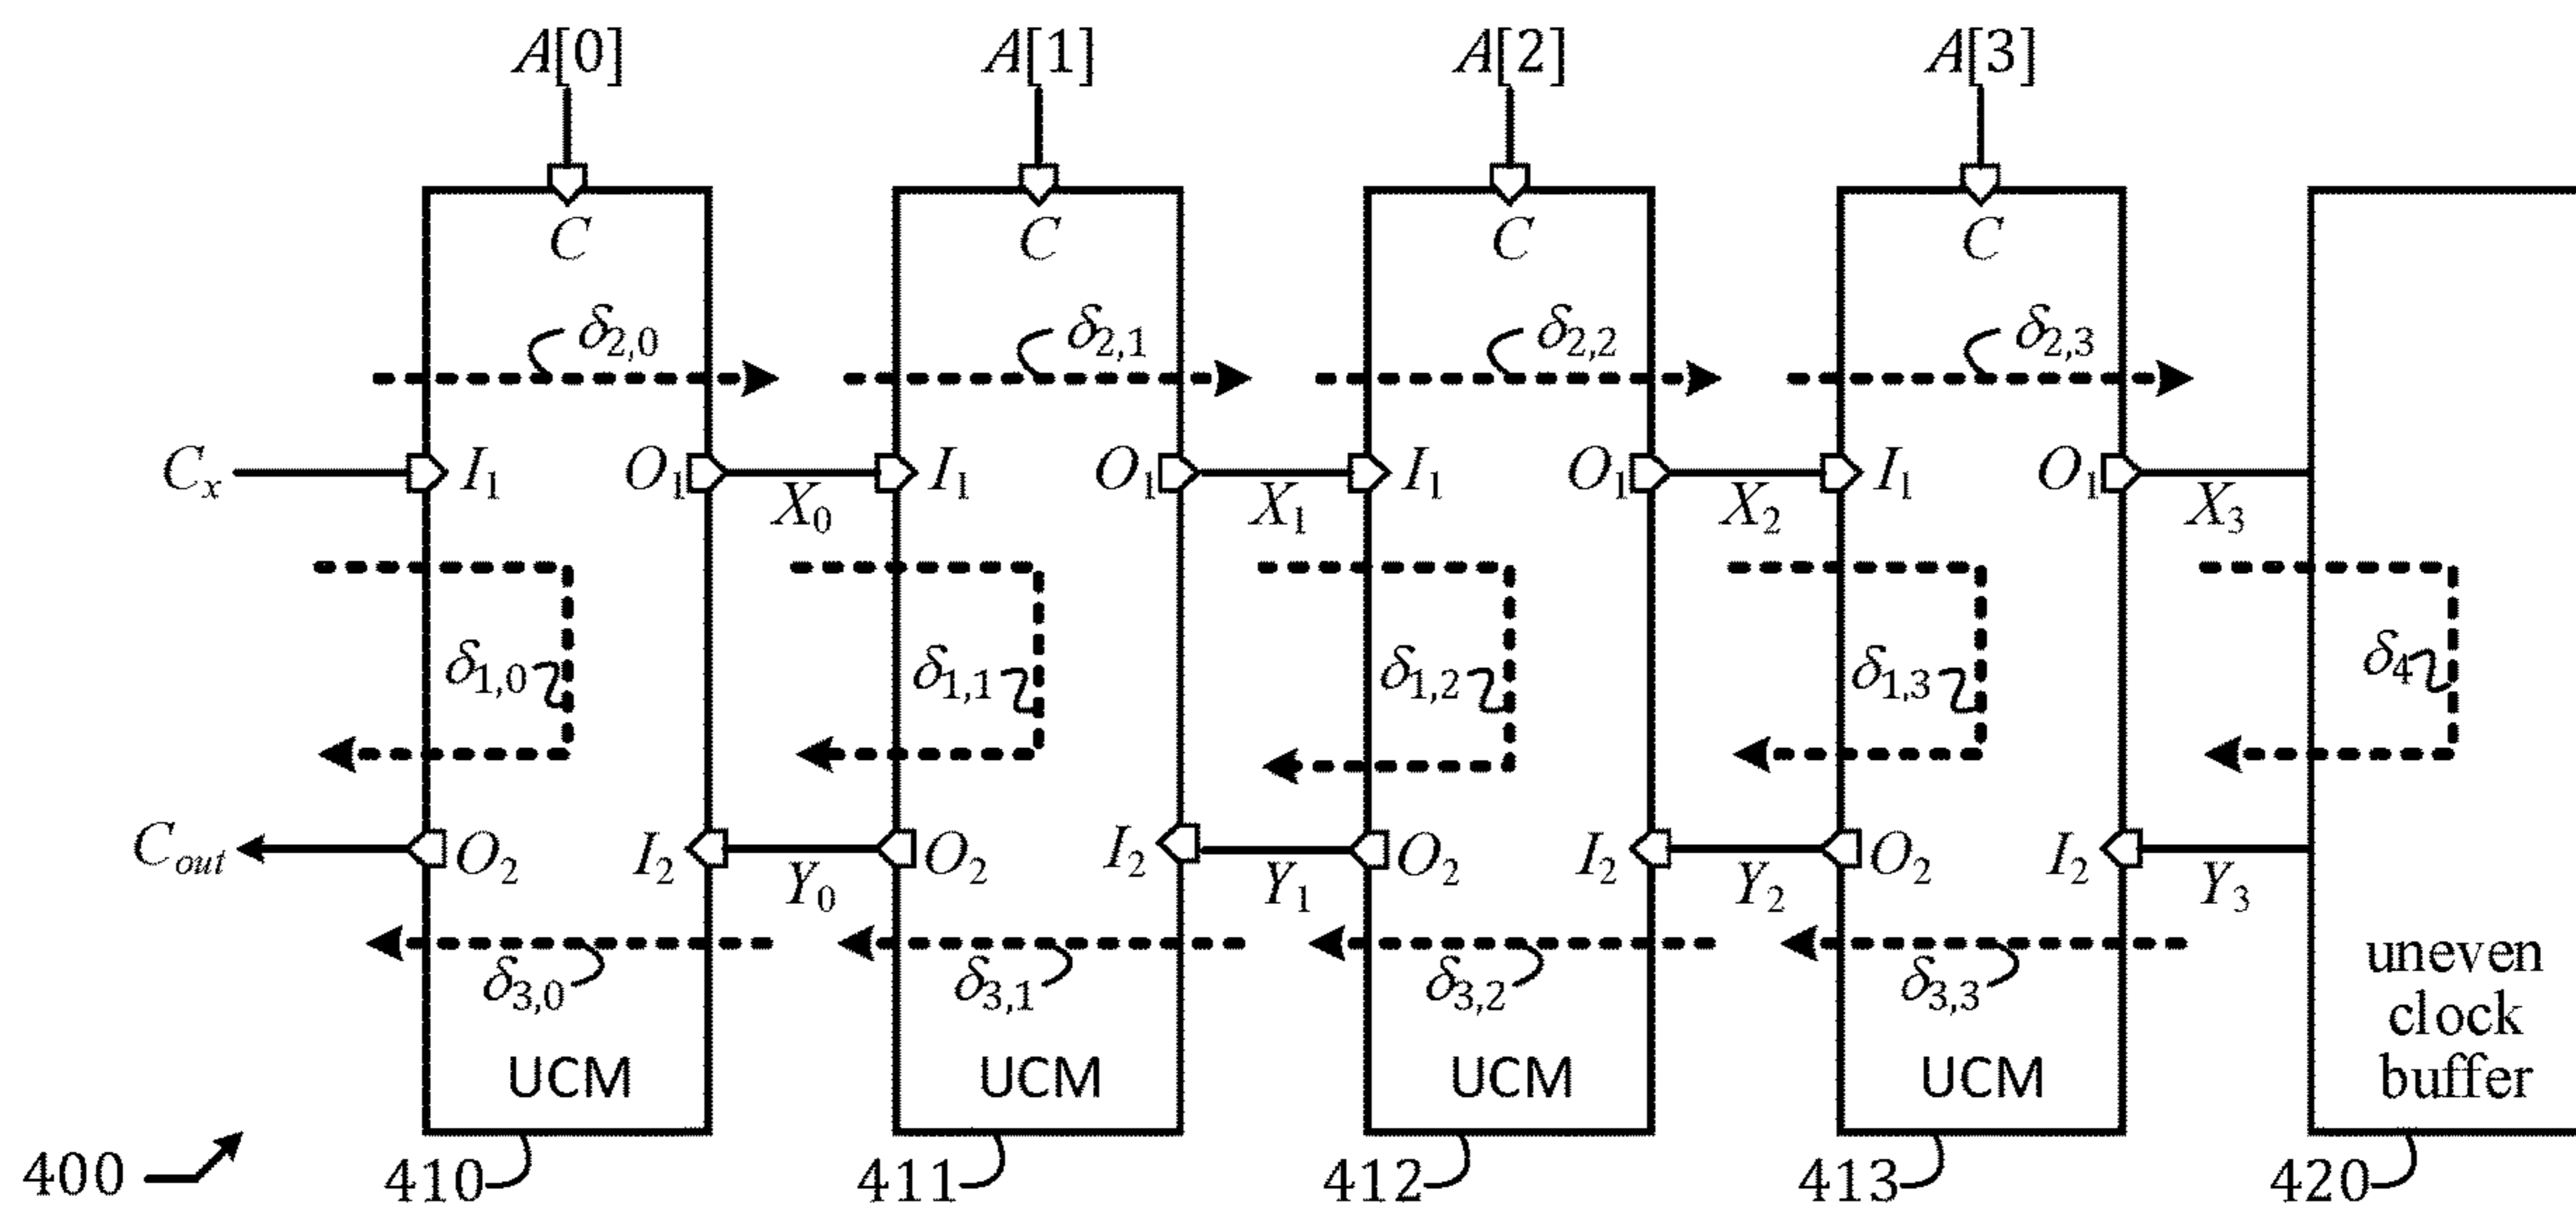 A[0] A[1] A[2] A[3]
C C C C
δ2,0 δ2,1 δ2,2 δ2,3
Cx I1 O1 X0 I1 O1 X1 I1 O1 X2 I1 O1 X3
δ1,0 δ1,1 δ1,2 δ1,3 δ4
Cout O2 I2 Y0 O2 I2 Y1 O2 I2 Y2 O2 I2 Y3
δ3,0 δ3,1 δ3,2 δ3,3
uneven
clock
buffer
UCM UCM UCM UCM
400 410 411 412 413 420